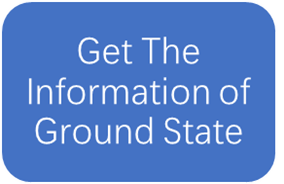 Get The
Information of
Ground State